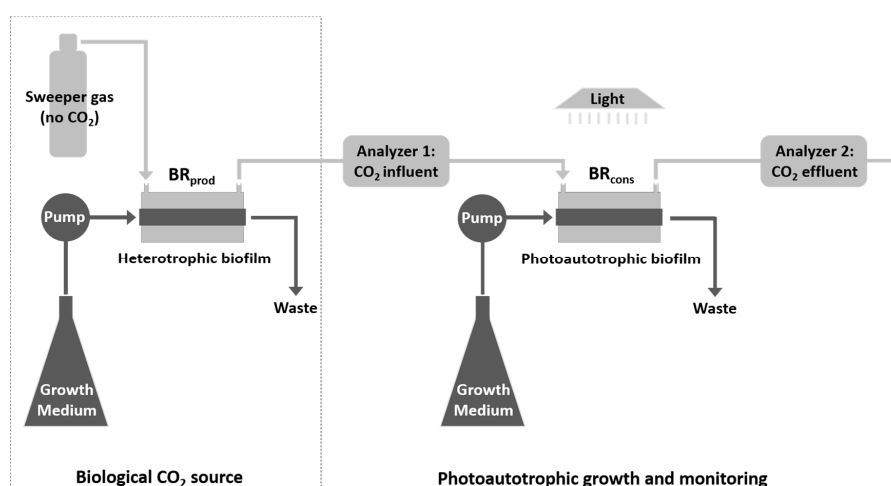 Sweeper gas
(no CO₂)
BRprod
Pump
Heterotrophic biofilm
Waste
Growth
Medium
Biological CO₂ source
Analyzer 1:
CO₂ influent
Light
BRcons
Pump
Photoautotrophic biofilm
Waste
Growth
Medium
Analyzer 2:
CO₂ effluent
Photoautotrophic growth and monitoring